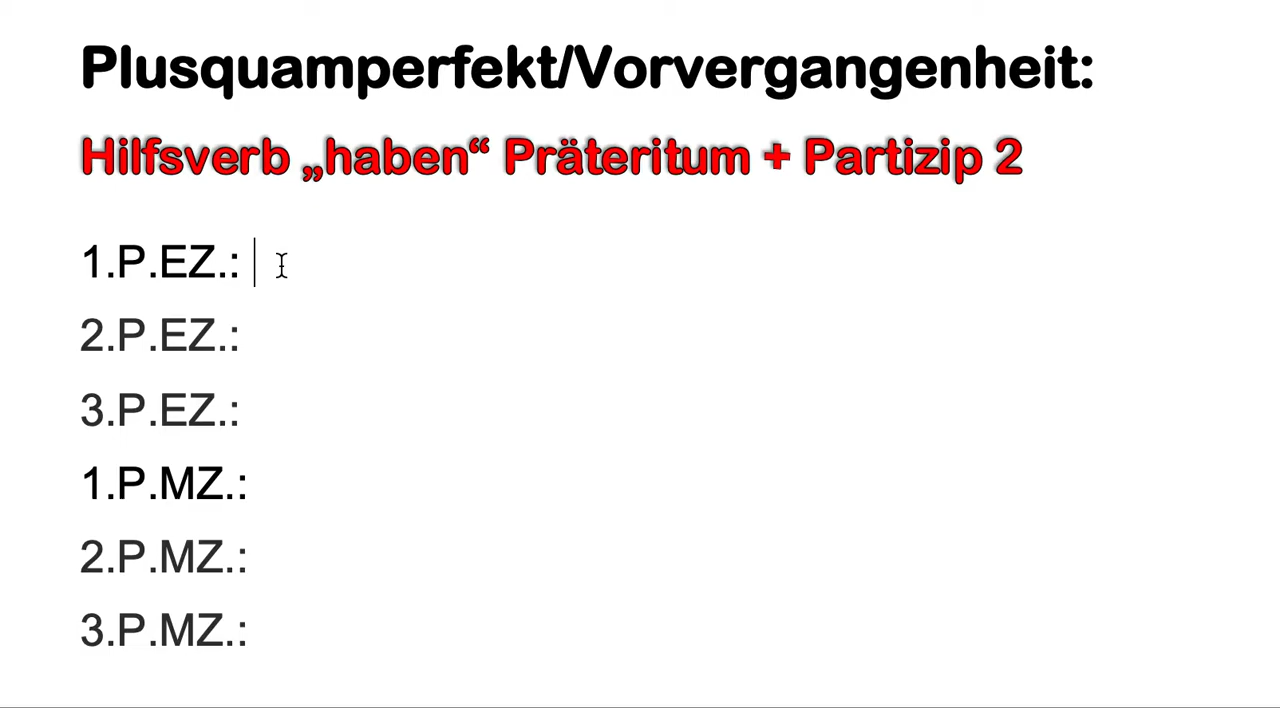 Plusquamperfekt/Vorvergangenheit:
Hilfsverb „haben“ Präteritum + Partizip 2
1.P.EZ.:
2.P.EZ.:
3.P.EZ.:
1.P.MZ.:
2.P.MZ.:
3.P.MZ.: